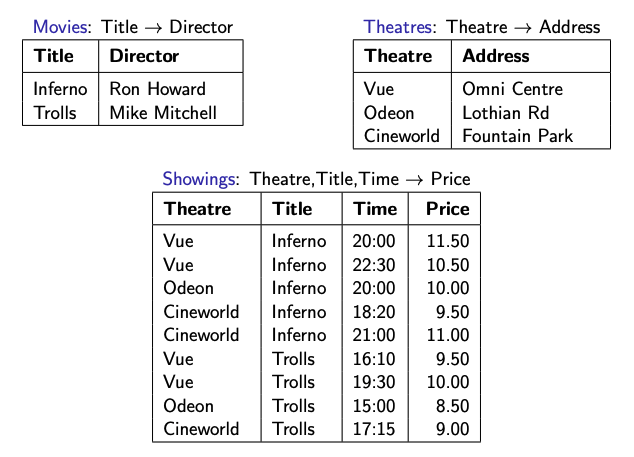 Movies: Title → Director
Title Director
Inferno Ron Howard
Trolls Mike Mitchell
Theatres: Theatre → Address
Theatre Address
Vue Omni Centre
Odeon Lothian Rd
Cineworld Fountain Park
Showings: Theatre,Title,Time → Price
Theatre Title Time Price
Vue Inferno 20:00 11.50
Vue Inferno 22:30 10.50
Odeon Inferno 20:00 10.00
Cineworld Inferno 18:20 9.50
Cineworld Inferno 21:00 11.00
Vue Trolls 16:10 9.50
Vue Trolls 19:30 10.00
Odeon Trolls 15:00 8.50
Cineworld Trolls 17:15 9.00